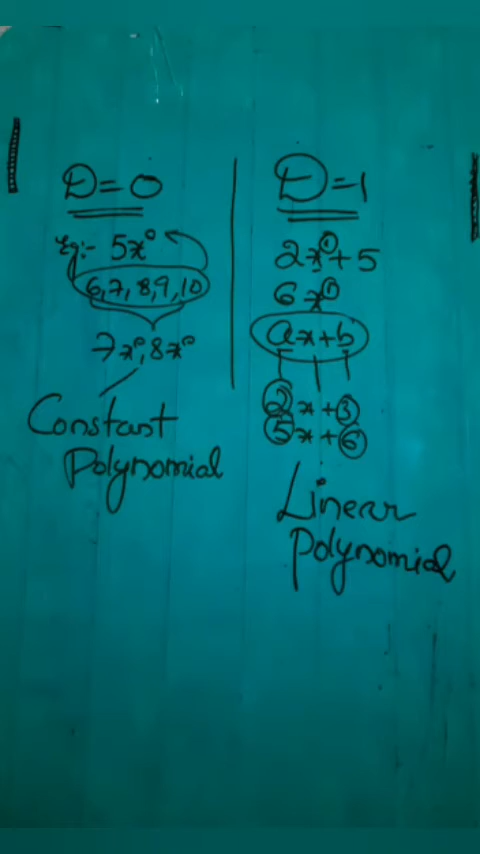 D=0
Eg:- 5x⁰
6,7,8,9,10
7x⁰,8x⁰
Constant
Polynomial
D=1
2x¹+5
6x¹
ax+b
2x+3
5x+6
Linear
Polynomial